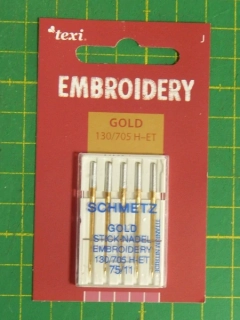 texi
J
EMBROIDERY
GOLD
130/705 H-ET
SCHMETZ
GOLD
STICK-NADEL
EMBROIDERY
130/705 H-ET
75/11